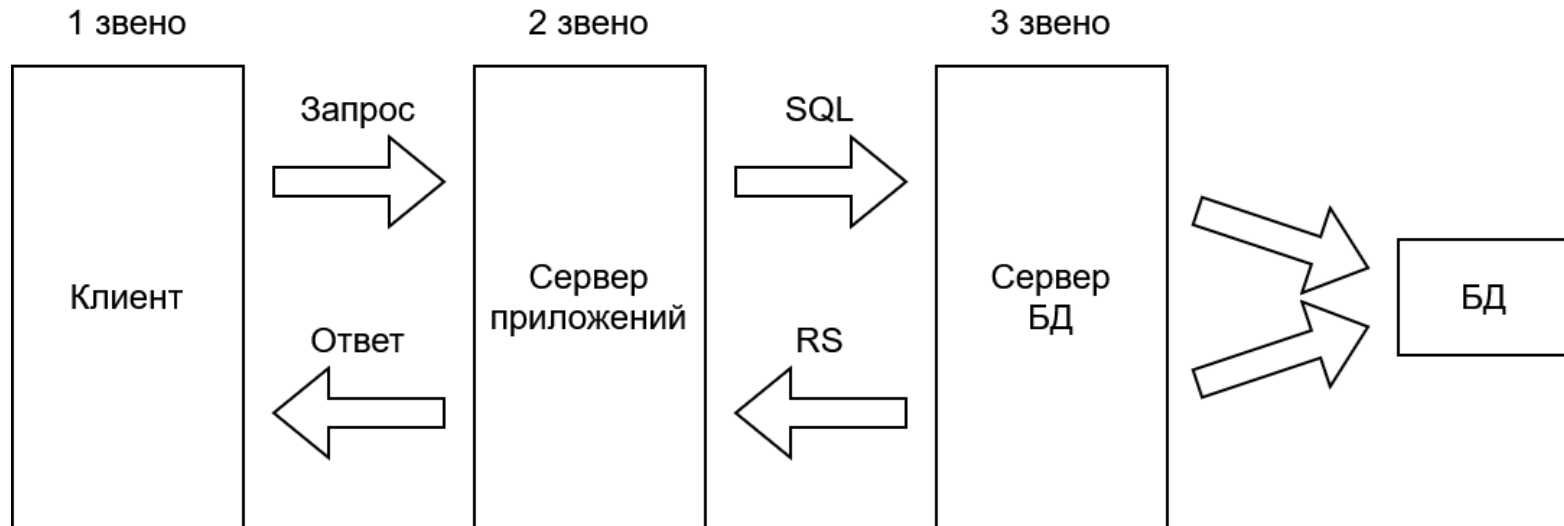 1 звено
2 звено
3 звено
Запрос
SQL
Клиент
Сервер
приложений
Сервер
БД
БД
Ответ
RS